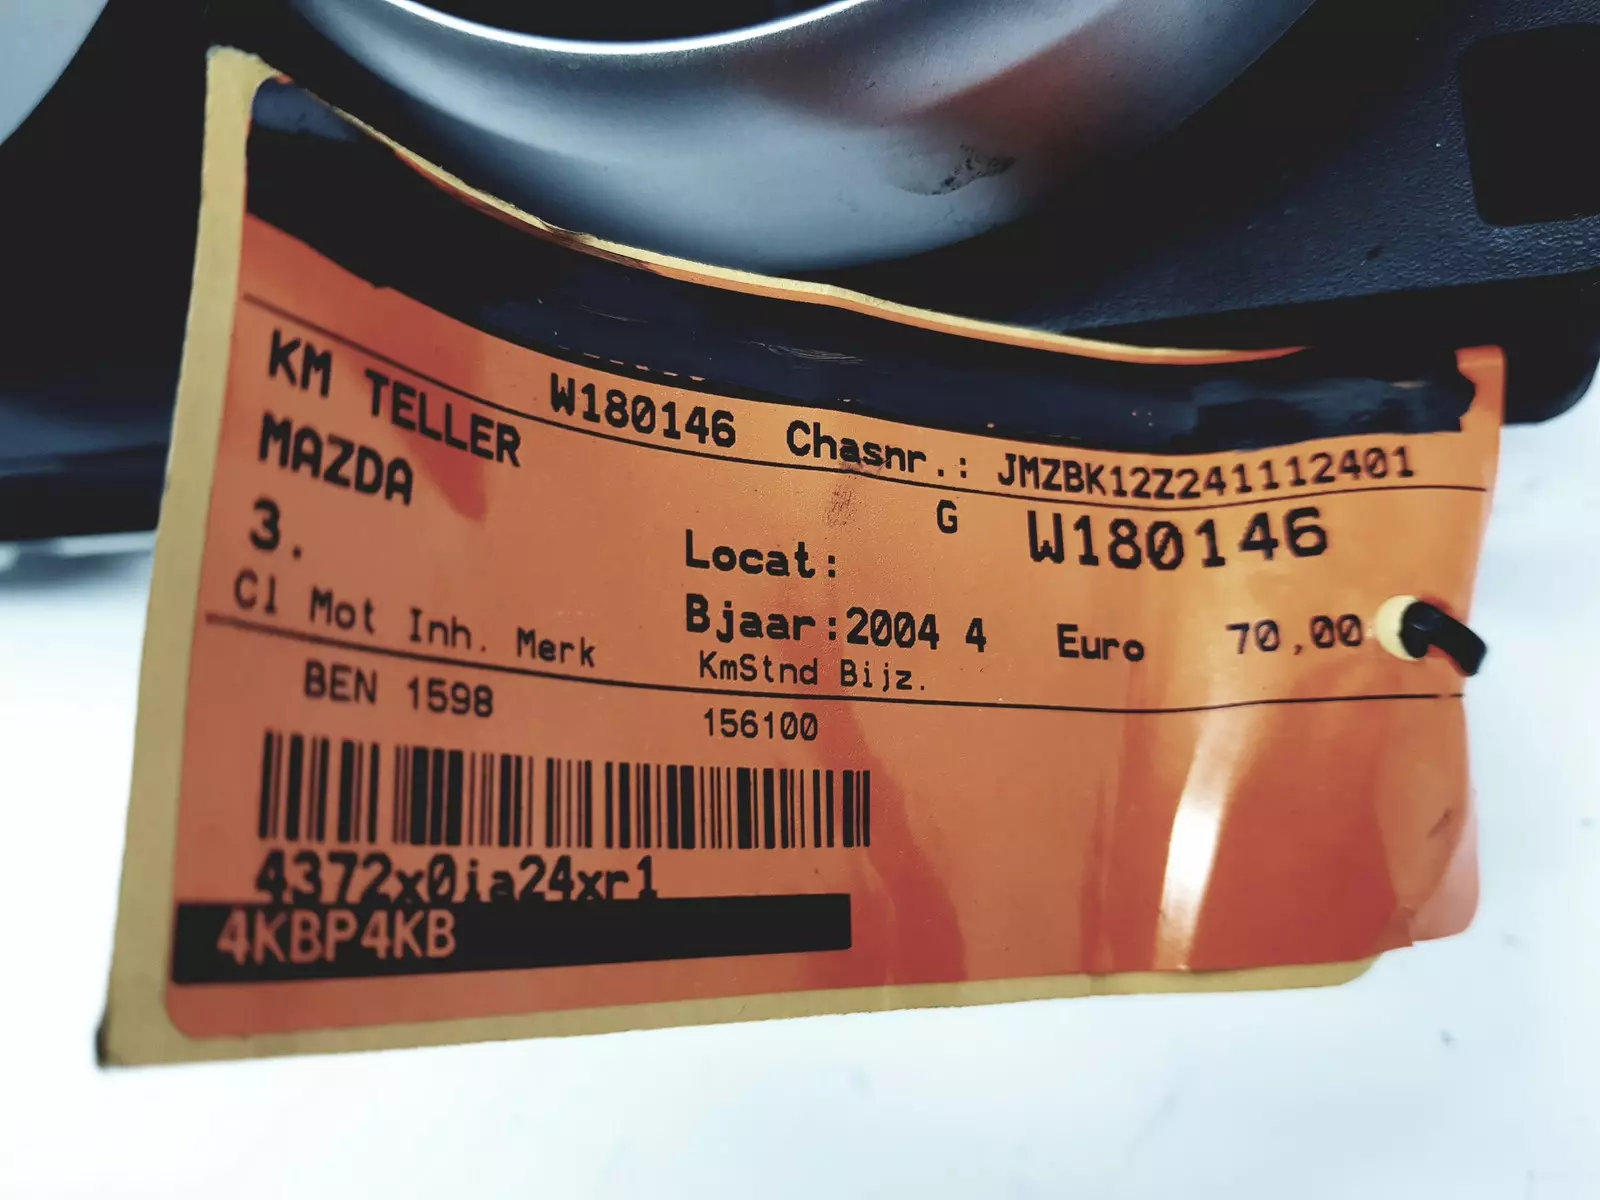 W180146 Chasnr.: JMZBK12Z241112401
KM TELLER
G W180146
MAZDA
Locat:
3.
Bjaar:2004 4 Euro 70,00
Cl Mot Inh. Merk KmStnd Bijz.
BEN 1598 156100
4372x0ia24xr1
4KBP4KB